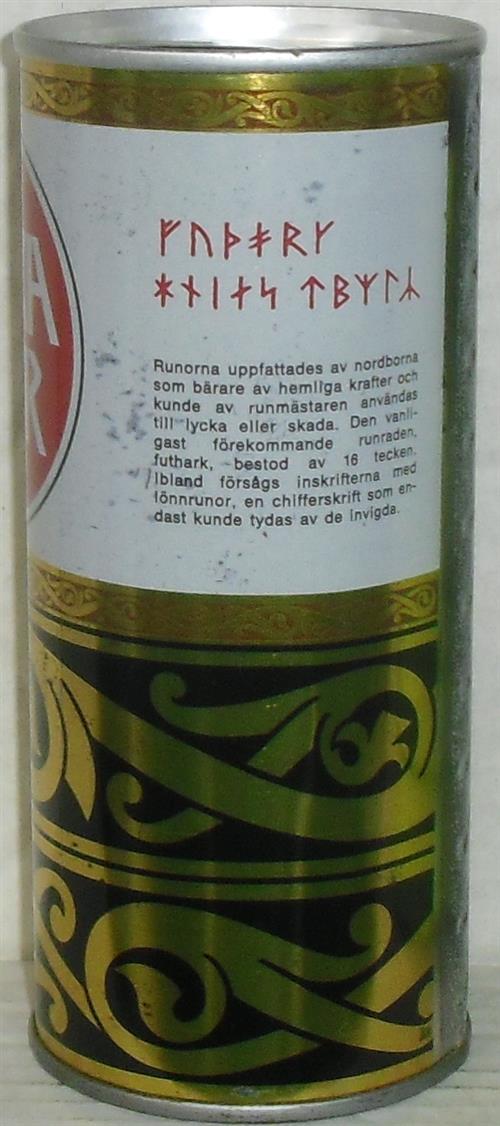 A
R
ᚠᚢᚦᚭᚱᚴ
ᚼᚾᛁᛅᛋ ᛏᛒᛉᛚᛣ
Runorna uppfattades av nordborna
som bärare av hemliga krafter och
kunde av runmästaren användas
till lycka eller skada. Den vanli-
gast förekommande runraden,
futhark, bestod av 16 tecken.
Ibland försågs inskrifterna med
lönnrunor, en chifferskrift som en-
dast kunde tydas av de invigda.